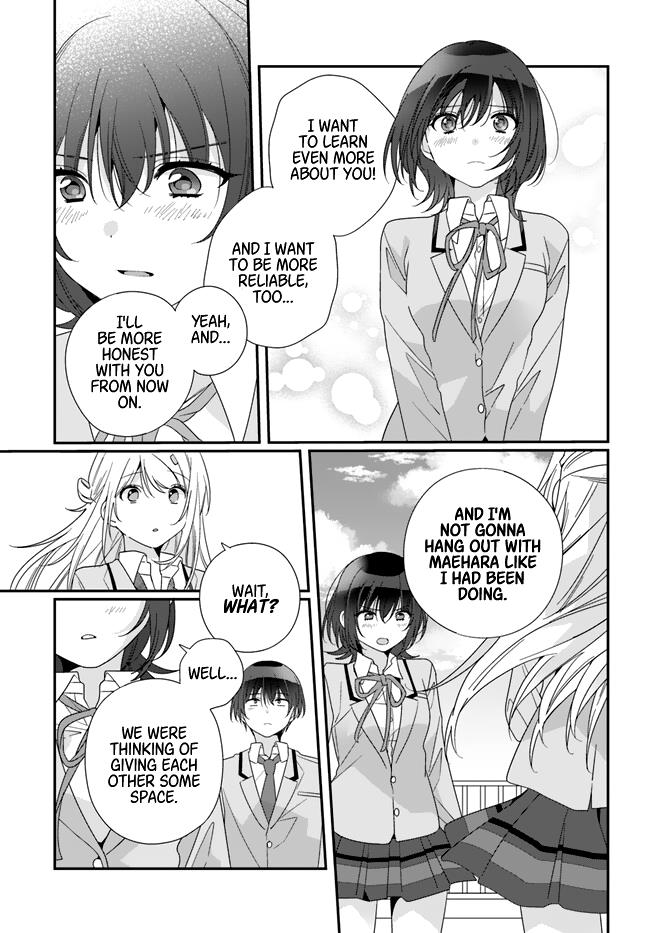 I WANT
TO LEARN
EVEN MORE
ABOUT YOU!
AND I WANT
TO BE MORE
RELIABLE,
TOO...
YEAH,
AND...
I'LL
BE MORE
HONEST
WITH YOU
FROM NOW
ON.
AND I'M
NOT GONNA
HANG OUT WITH
MAEHARA LIKE
I HAD BEEN
DOING.
WAIT,
WHAT?
WELL...
WE WERE
THINKING OF
GIVING EACH
OTHER SOME
SPACE.